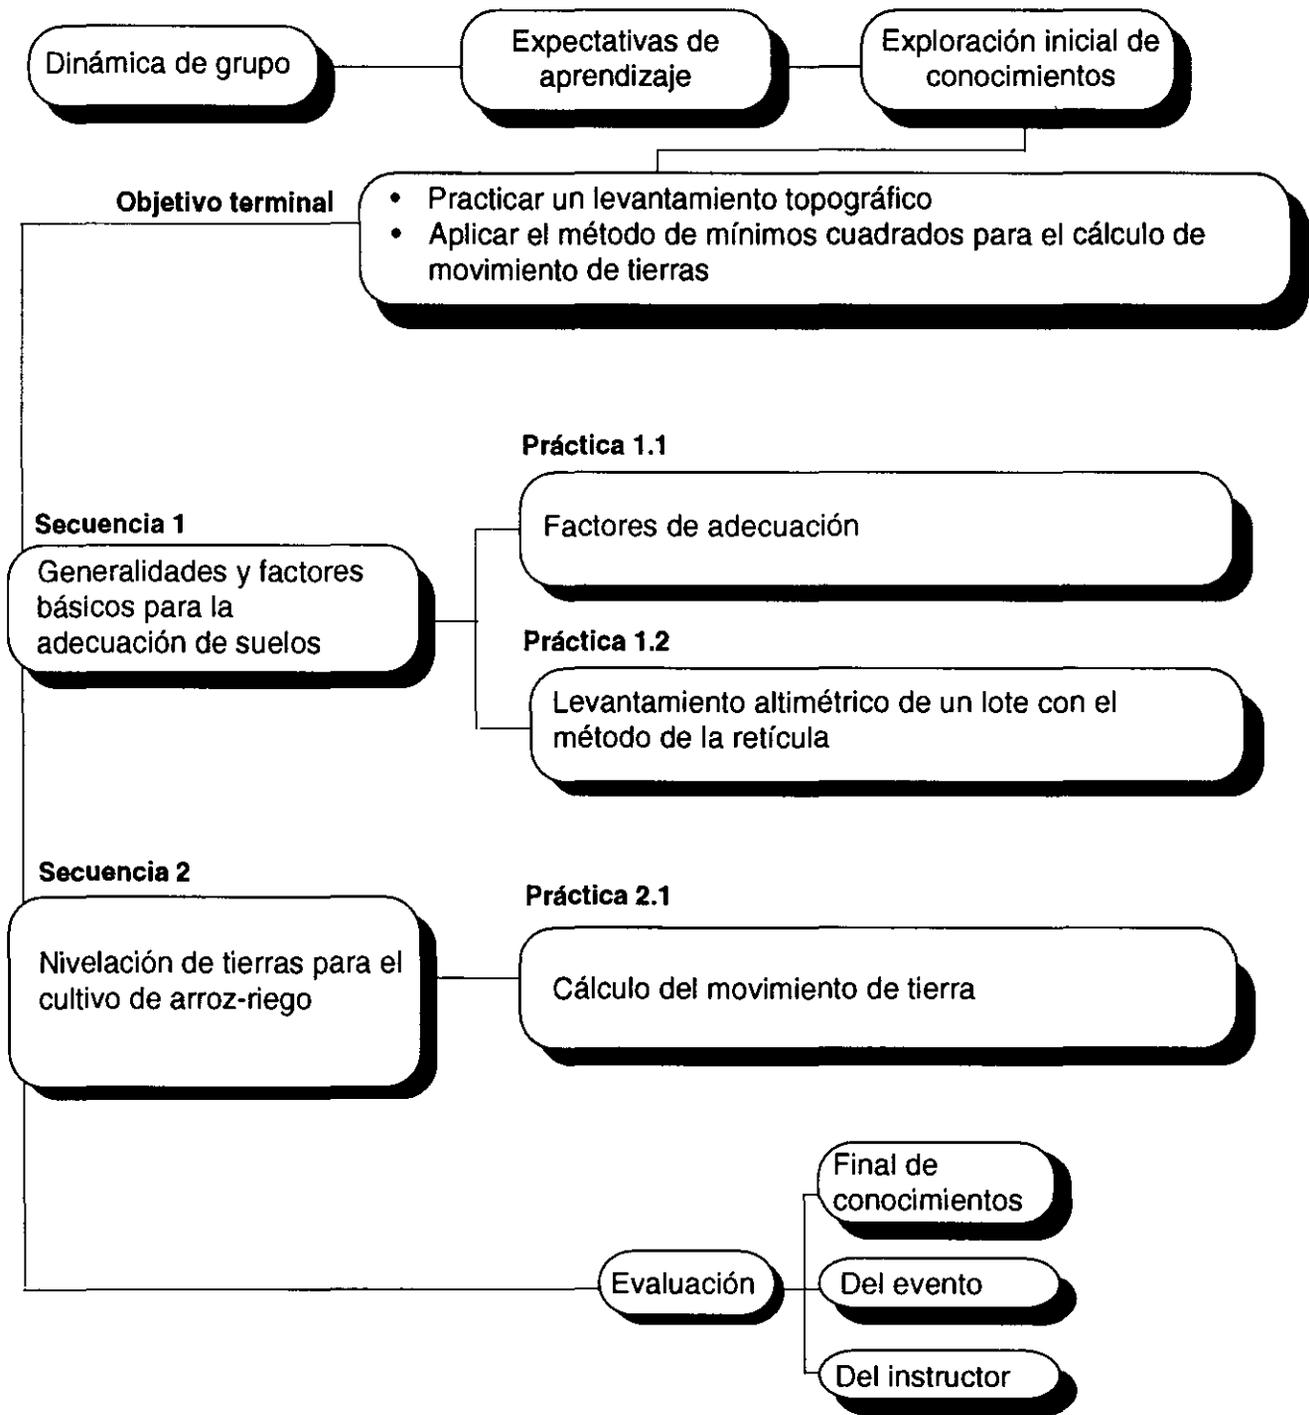 Dinámica de grupo
Expectativas de
aprendizaje
Exploración inicial de
conocimientos
Objetivo terminal
• Practicar un levantamiento topográfico
• Aplicar el método de mínimos cuadrados para el cálculo de
movimiento de tierras
Secuencia 1
Generalidades y factores
básicos para la
adecuación de suelos
Práctica 1.1
Factores de adecuación
Práctica 1.2
Levantamiento altimétrico de un lote con el
método de la retícula
Secuencia 2
Nivelación de tierras para el
cultivo de arroz-riego
Práctica 2.1
Cálculo del movimiento de tierra
Evaluación
Final de
conocimientos
Del evento
Del instructor